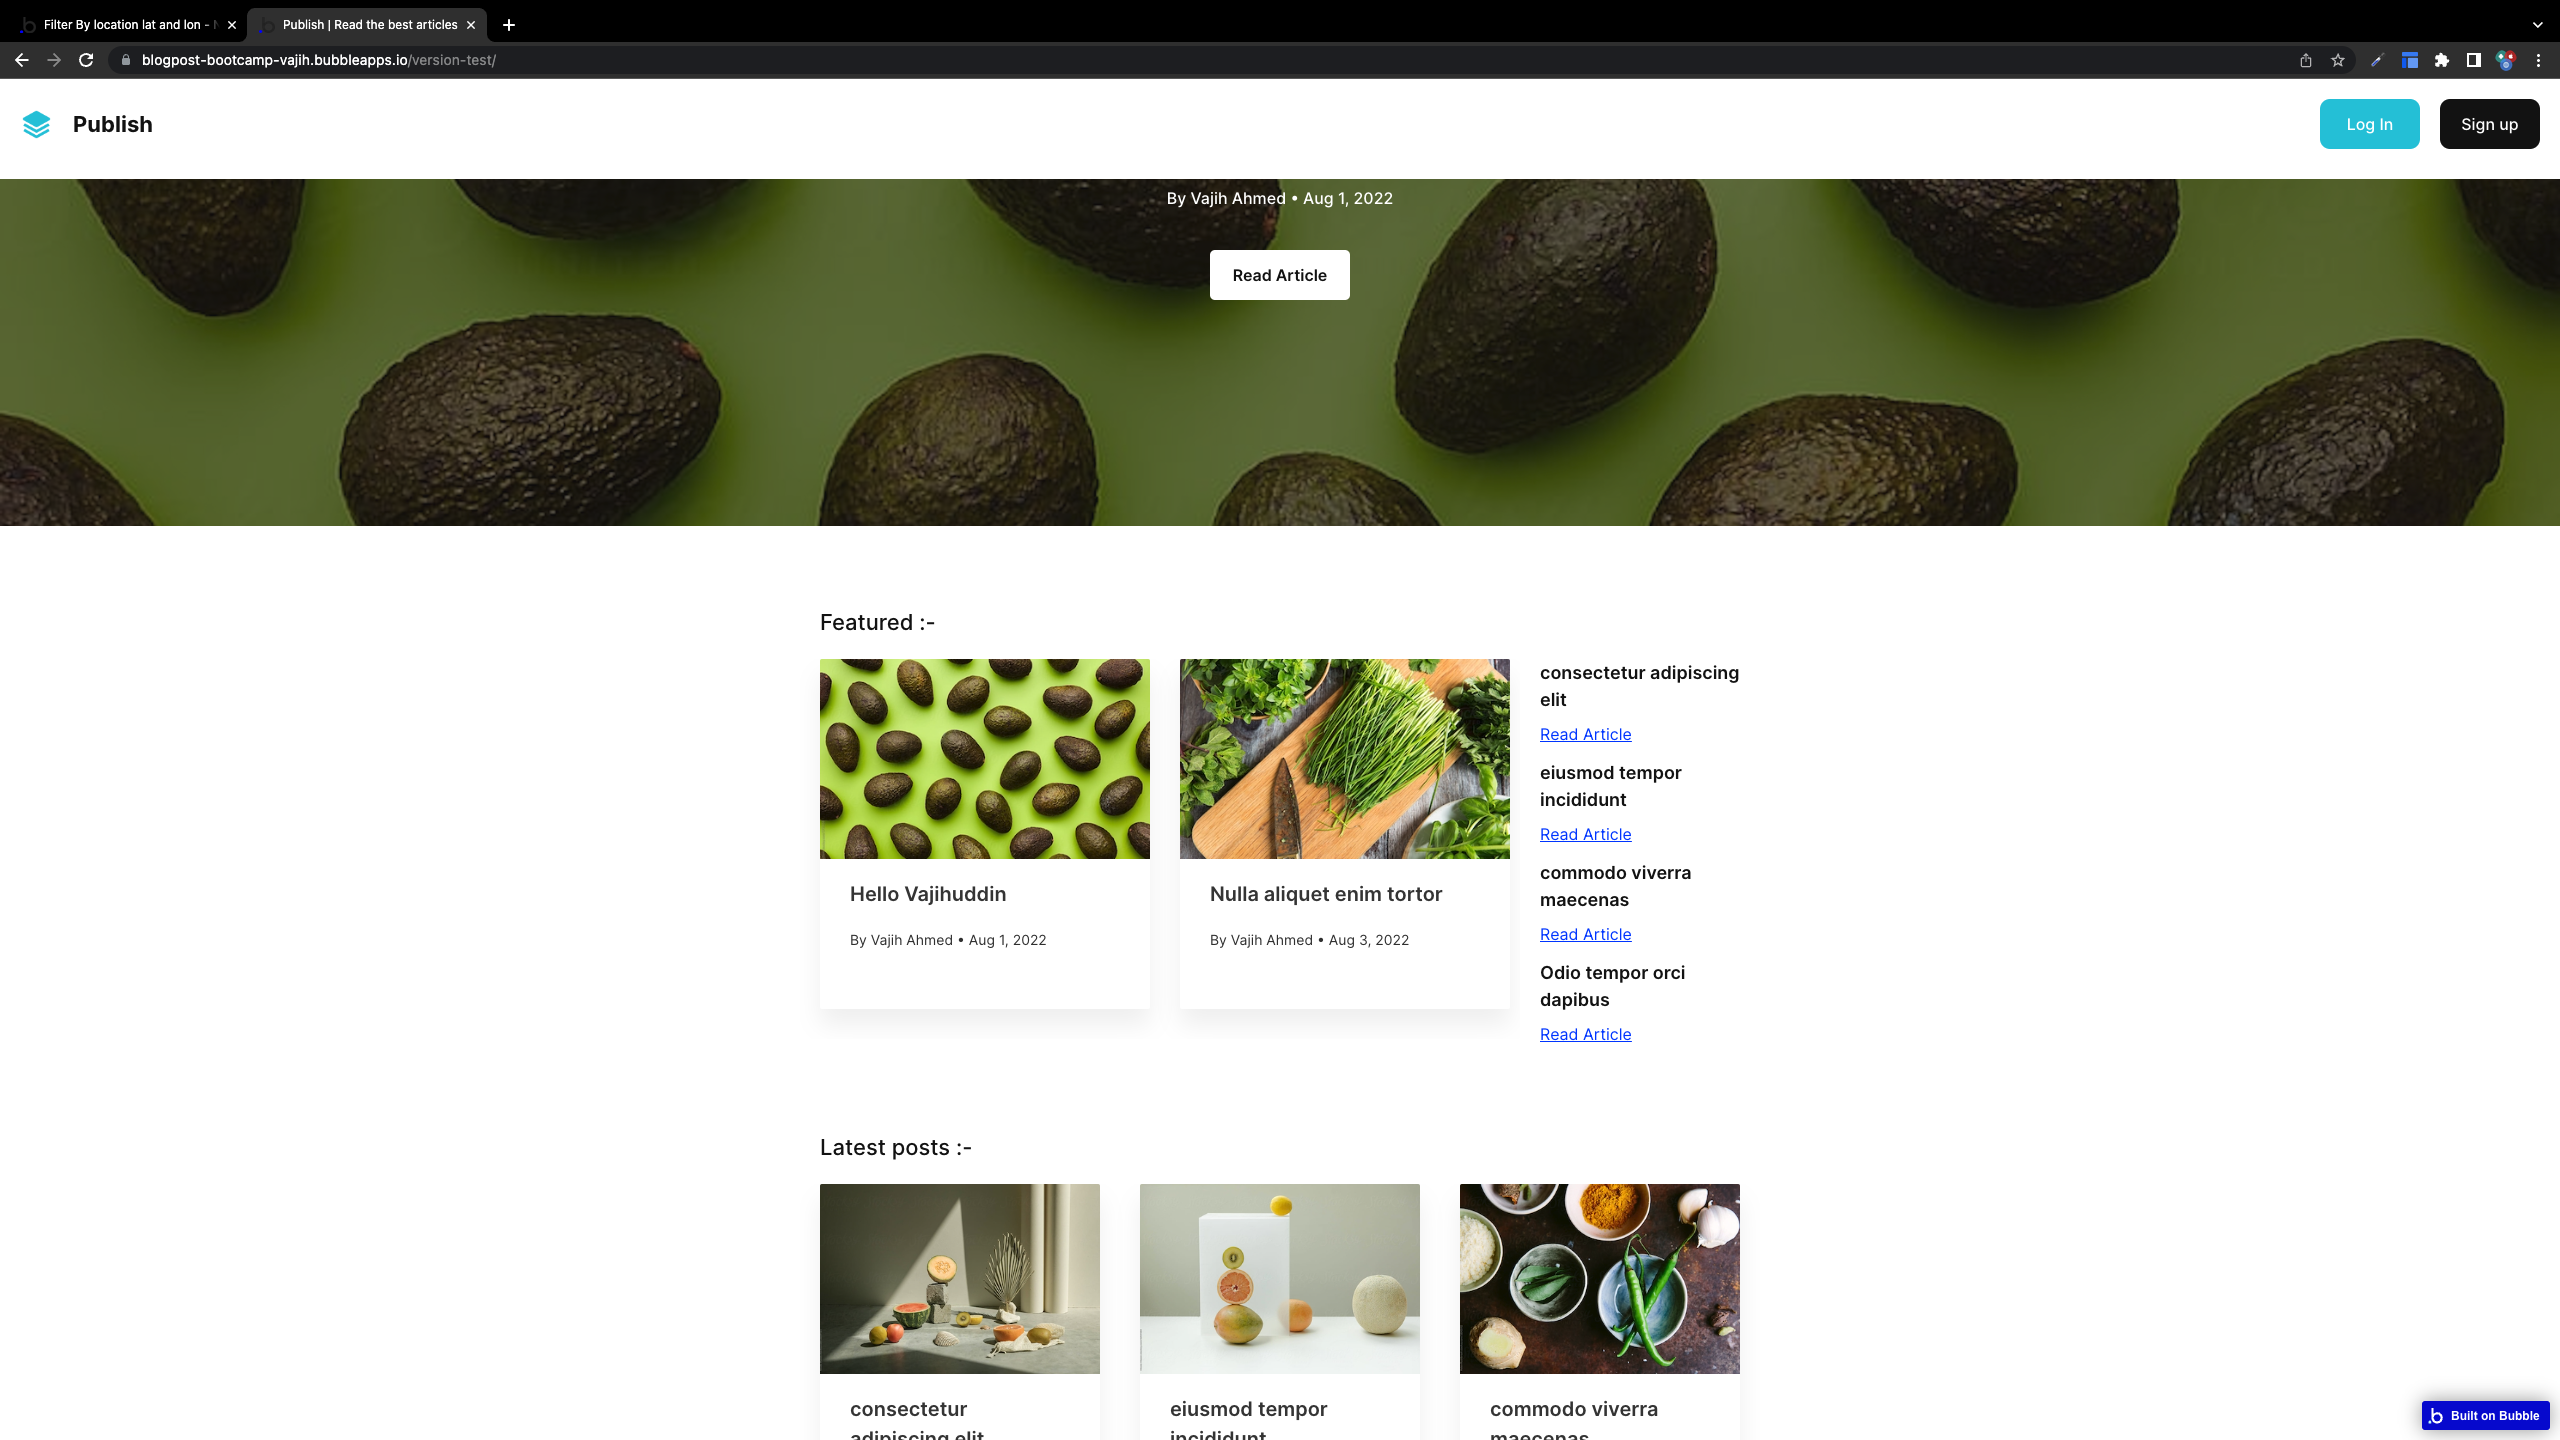 Filter By location lat and lon -
Publish | Read the best articles
blogpost-bootcamp-vajih.bubbleapps.io/version-test/
Publish
Log In
Sign up
By Vajih Ahmed • Aug 1, 2022
Read Article
Featured :-
Hello Vajihuddin
By Vajih Ahmed • Aug 1, 2022
Nulla aliquet enim tortor
By Vajih Ahmed • Aug 3, 2022
consectetur adipiscing
elit
Read Article
eiusmod tempor
incididunt
Read Article
commodo viverra
maecenas
Read Article
Odio tempor orci
dapibus
Read Article
Latest posts :-
consectetur
adipiscing elit
eiusmod tempor
incididunt
commodo viverra
maecenas
Built on Bubble